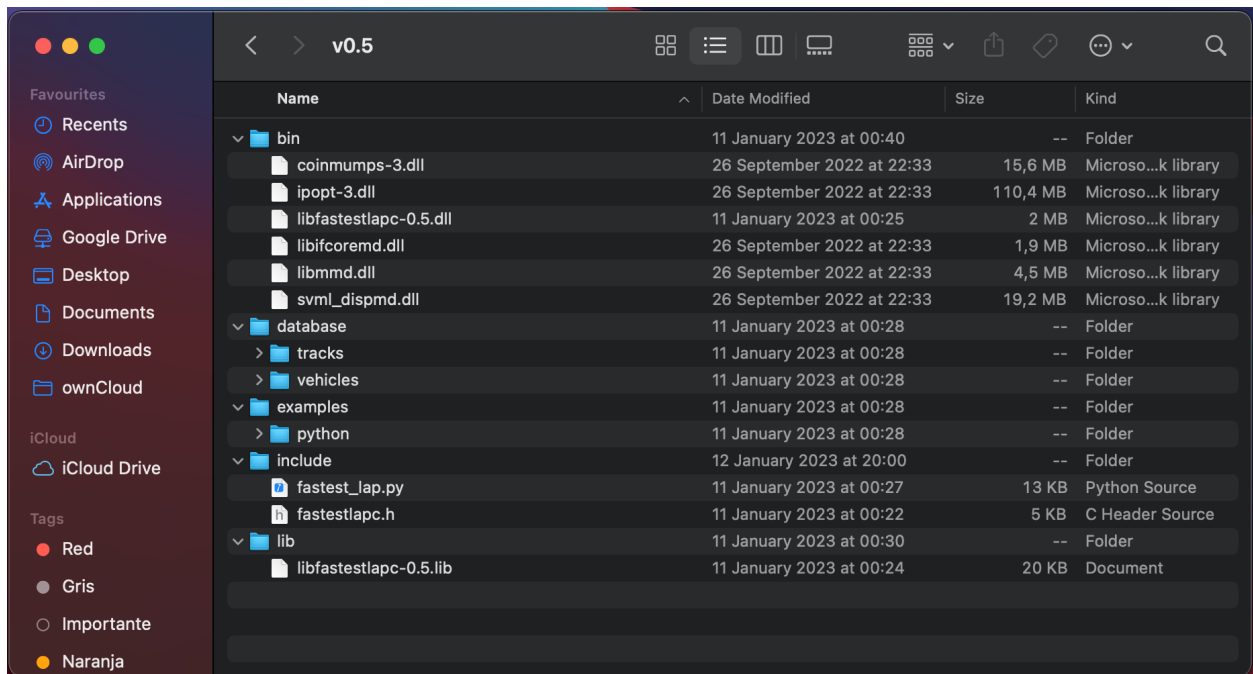 v0.5
Favourites
Recents
AirDrop
Applications
Google Drive
Desktop
Documents
Downloads
ownCloud
iCloud
iCloud Drive
Tags
Red
Gris
Importante
Naranja
Name Date Modified Size Kind
bin 11 January 2023 at 00:40 -- Folder
coinmumps-3.dll 26 September 2022 at 22:33 15,6 MB Microso...k library
ipopt-3.dll 26 September 2022 at 22:33 110,4 MB Microso...k library
libfastestlapc-0.5.dll 11 January 2023 at 00:25 2 MB Microso...k library
libifcoremd.dll 26 September 2022 at 22:33 1,9 MB Microso...k library
libmmd.dll 26 September 2022 at 22:33 4,5 MB Microso...k library
svml_dispmd.dll 26 September 2022 at 22:33 19,2 MB Microso...k library
database 11 January 2023 at 00:28 -- Folder
tracks 11 January 2023 at 00:28 -- Folder
vehicles 11 January 2023 at 00:28 -- Folder
examples 11 January 2023 at 00:28 -- Folder
python 11 January 2023 at 00:28 -- Folder
include 12 January 2023 at 20:00 -- Folder
fastest_lap.py 11 January 2023 at 00:27 13 KB Python Source
h fastestlapc.h 11 January 2023 at 00:22 5 KB C Header Source
lib 11 January 2023 at 00:30 -- Folder
libfastestlapc-0.5.lib 11 January 2023 at 00:24 20 KB Document